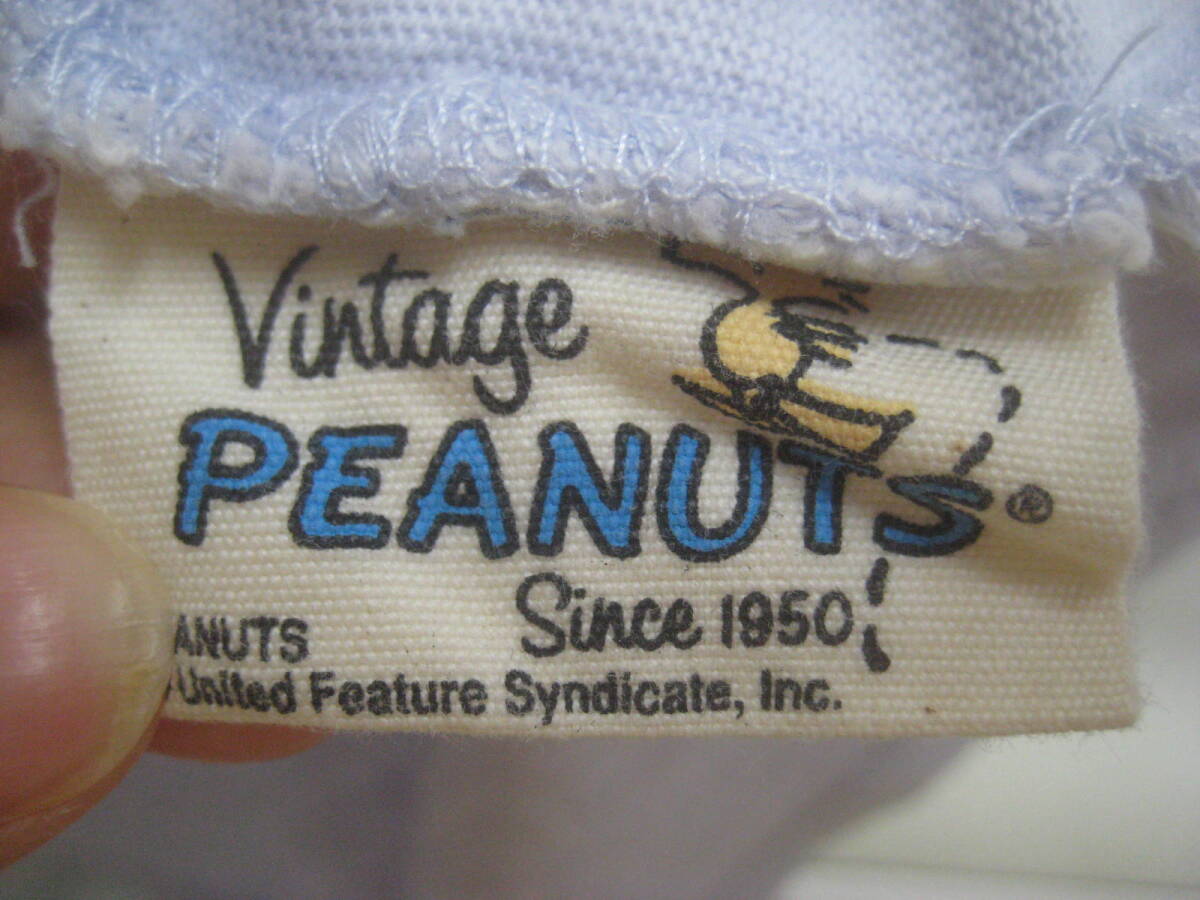 Vintage
PEANUTS®
Since 1950
ANUTS
United Feature Syndicate, Inc.